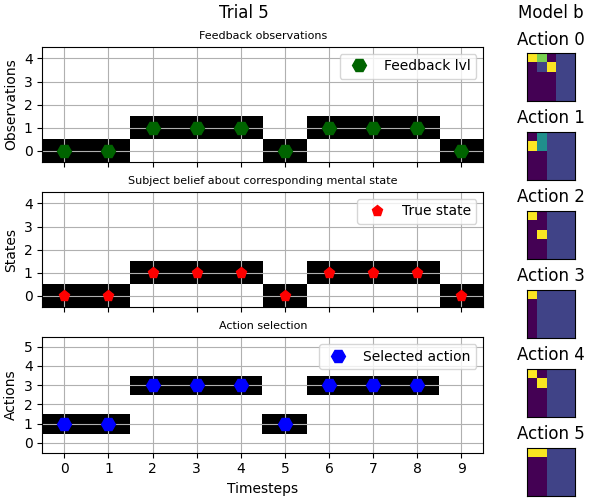 Trial 5
Feedback observations
Observations
4
3
2
1
0
Feedback lvl
Subject belief about corresponding mental state
States
4
3
2
1
0
True state
Action selection
Actions
5
4
3
2
1
0
Selected action
0 1 2 3 4 5 6 7 8 9
Timesteps
Model b
Action 0
Action 1
Action 2
Action 3
Action 4
Action 5